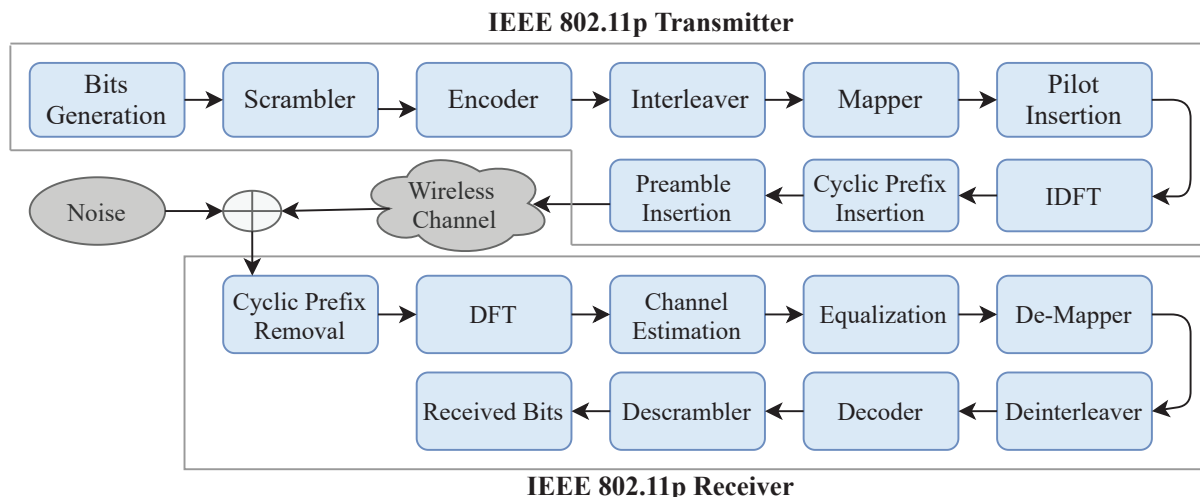 IEEE 802.11p Transmitter
Bits
Generation
Scrambler
Encoder
Interleaver
Mapper
Pilot
Insertion
IDFT
Cyclic Prefix
Insertion
Preamble
Insertion
Wireless
Channel
Noise
Cyclic Prefix
Removal
DFT
Channel
Estimation
Equalization
De-Mapper
Deinterleaver
Decoder
Descrambler
Received Bits
IEEE 802.11p Receiver